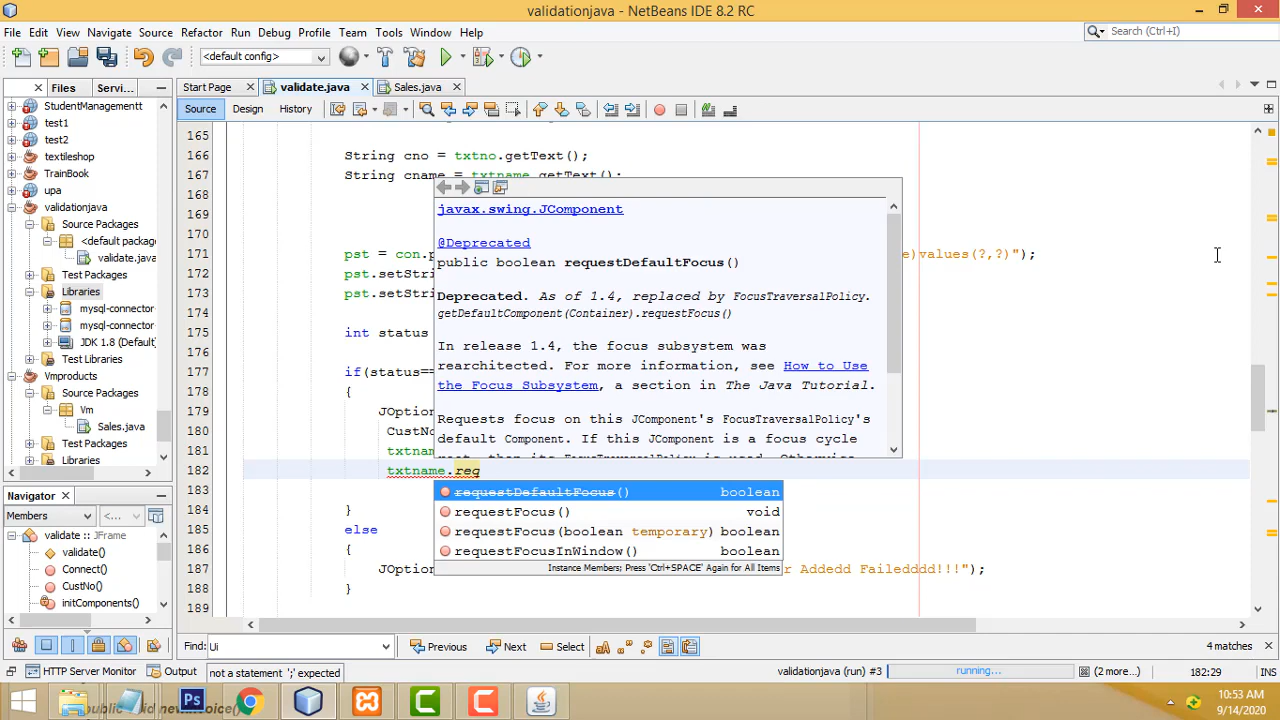 validationjava - NetBeans IDE 8.2 RC
File Edit View Navigate Source Refactor Run Debug Profile Team Tools Window Help
Search (Ctrl+I)
<default config>
Files Servi...
Start Page validate.java Sales.java
Source Design History
StudentManagementt
test1
test2
textileshop
TrainBook
upa
validationjava
Source Packages
<default package
validate.java
Test Packages
Libraries
mysql-connector
mysql-connector
JDK 1.8 (Default)
Test Libraries
Vmproducts
Source Packages
Vm
Sales.java
Test Packages
Libraries
165
166 String cno = txtno.getText();
167 String cname = txtname.getText();
168
169
170
171 pst = con.p e)values(?,?)");
172 pst.setStri
173 pst.setStri
174
175 int status
176
177 if(status==
178 {
179 JOption
180 CustNo
181 txtnam
182 txtname.req
183
184 }
185 else
186 {
187 JOption r Addedd Failedddd!!!");
188 }
189
javax.swing.JComponent
@Deprecated
public boolean requestDefaultFocus()
Deprecated. As of 1.4, replaced by FocusTraversalPolicy.
getDefaultComponent(Container).requestFocus()
In release 1.4, the focus subsystem was
rearchitected. For more information, see How to Use
the Focus Subsystem, a section in The Java Tutorial.
Requests focus on this JComponent's FocusTraversalPolicy's
default Component. If this JComponent is a focus cycle
root, then its FocusTraversalPolicy is used. Otherwise
requestDefaultFocus() boolean
requestFocus() void
requestFocus(boolean temporary) boolean
requestFocusInWindow() boolean
Instance Members; Press 'Ctrl+SPACE' Again for All Items
Navigator
Members <...>
validate :: JFrame
validate()
Connect()
CustNo()
initComponents()
Find: Ui Previous Next Select 4 matches
HTTP Server Monitor Output not a statement ';' expected validationjava (run) #3 running... (2 more...) 182:29 INS
Ps
10:53 AM
9/14/2020